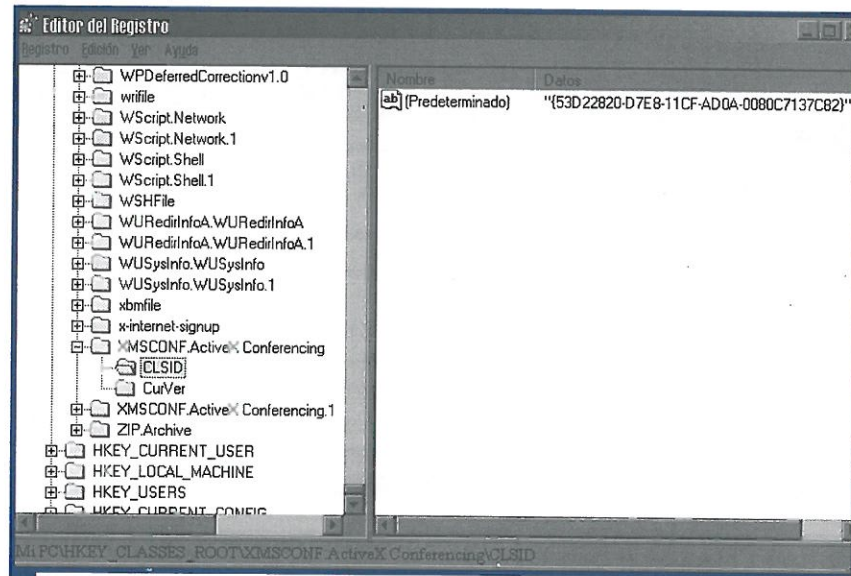 Editor del Registro
Registro Edición Ver Ayuda
WPDeferredCorrectionv1.0
wrifile
WScript.Network
WScript.Network.1
WScript.Shell
WScript.Shell.1
WSHFile
WURedirInfoA.WURedirInfoA
WURedirInfoA.WURedirInfoA.1
WUSysInfo.WUSysInfo
WUSysInfo.WUSysInfo.1
xbmfile
x-internet-signup
XMSCONF.ActiveX Conferencing
CLSID
CurVer
XMSCONF.ActiveX Conferencing.1
ZIP.Archive
HKEY_CURRENT_USER
HKEY_LOCAL_MACHINE
HKEY_USERS
HKEY_CURRENT_CONFIG
Nombre Datos
ab (Predeterminado) "{53D22820-D7E8-11CF-AD0A-0080C7137C82}"
Mi PC\HKEY_CLASSES_ROOT\XMSCONF.ActiveX Conferencing\CLSID